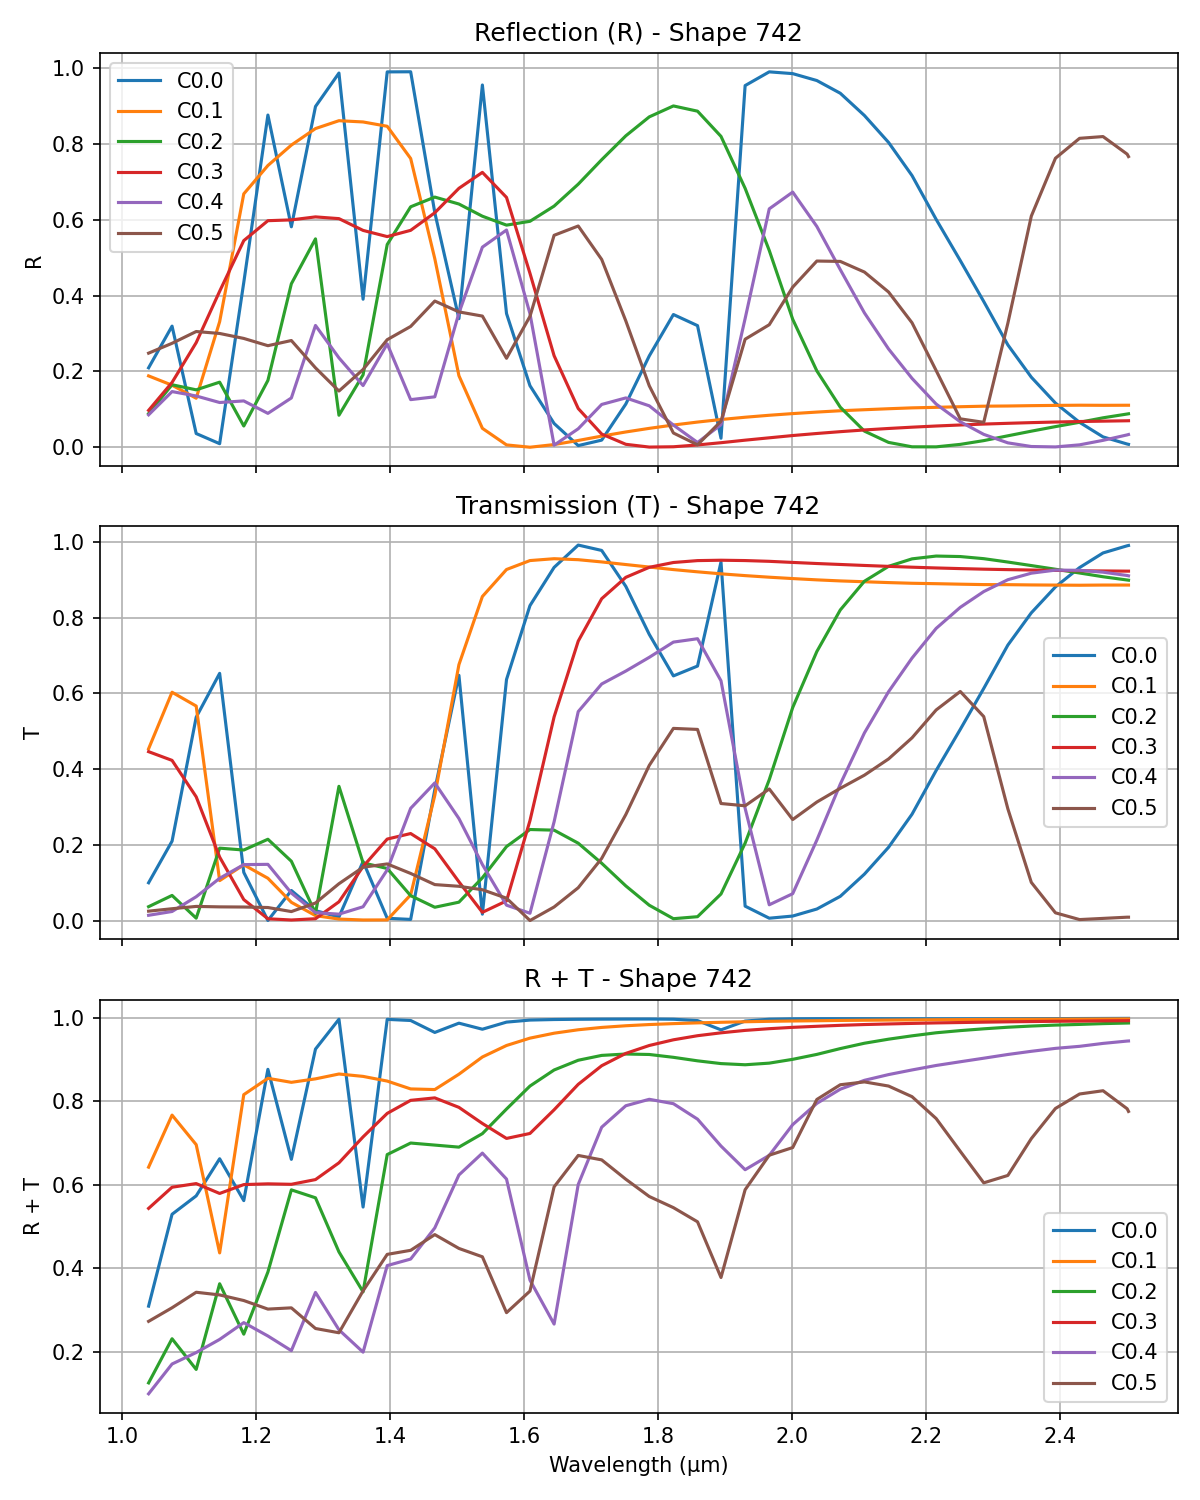 Reflection (R) - Shape 742
1.0
0.8
0.6
0.4
0.2
0.0
R
C0.0
C0.1
C0.2
C0.3
C0.4
C0.5
Transmission (T) - Shape 742
1.0
0.8
0.6
0.4
0.2
0.0
T
C0.0
C0.1
C0.2
C0.3
C0.4
C0.5
R + T - Shape 742
1.0
0.8
0.6
0.4
0.2
R + T
C0.0
C0.1
C0.2
C0.3
C0.4
C0.5
1.0 1.2 1.4 1.6 1.8 2.0 2.2 2.4
Wavelength (μm)